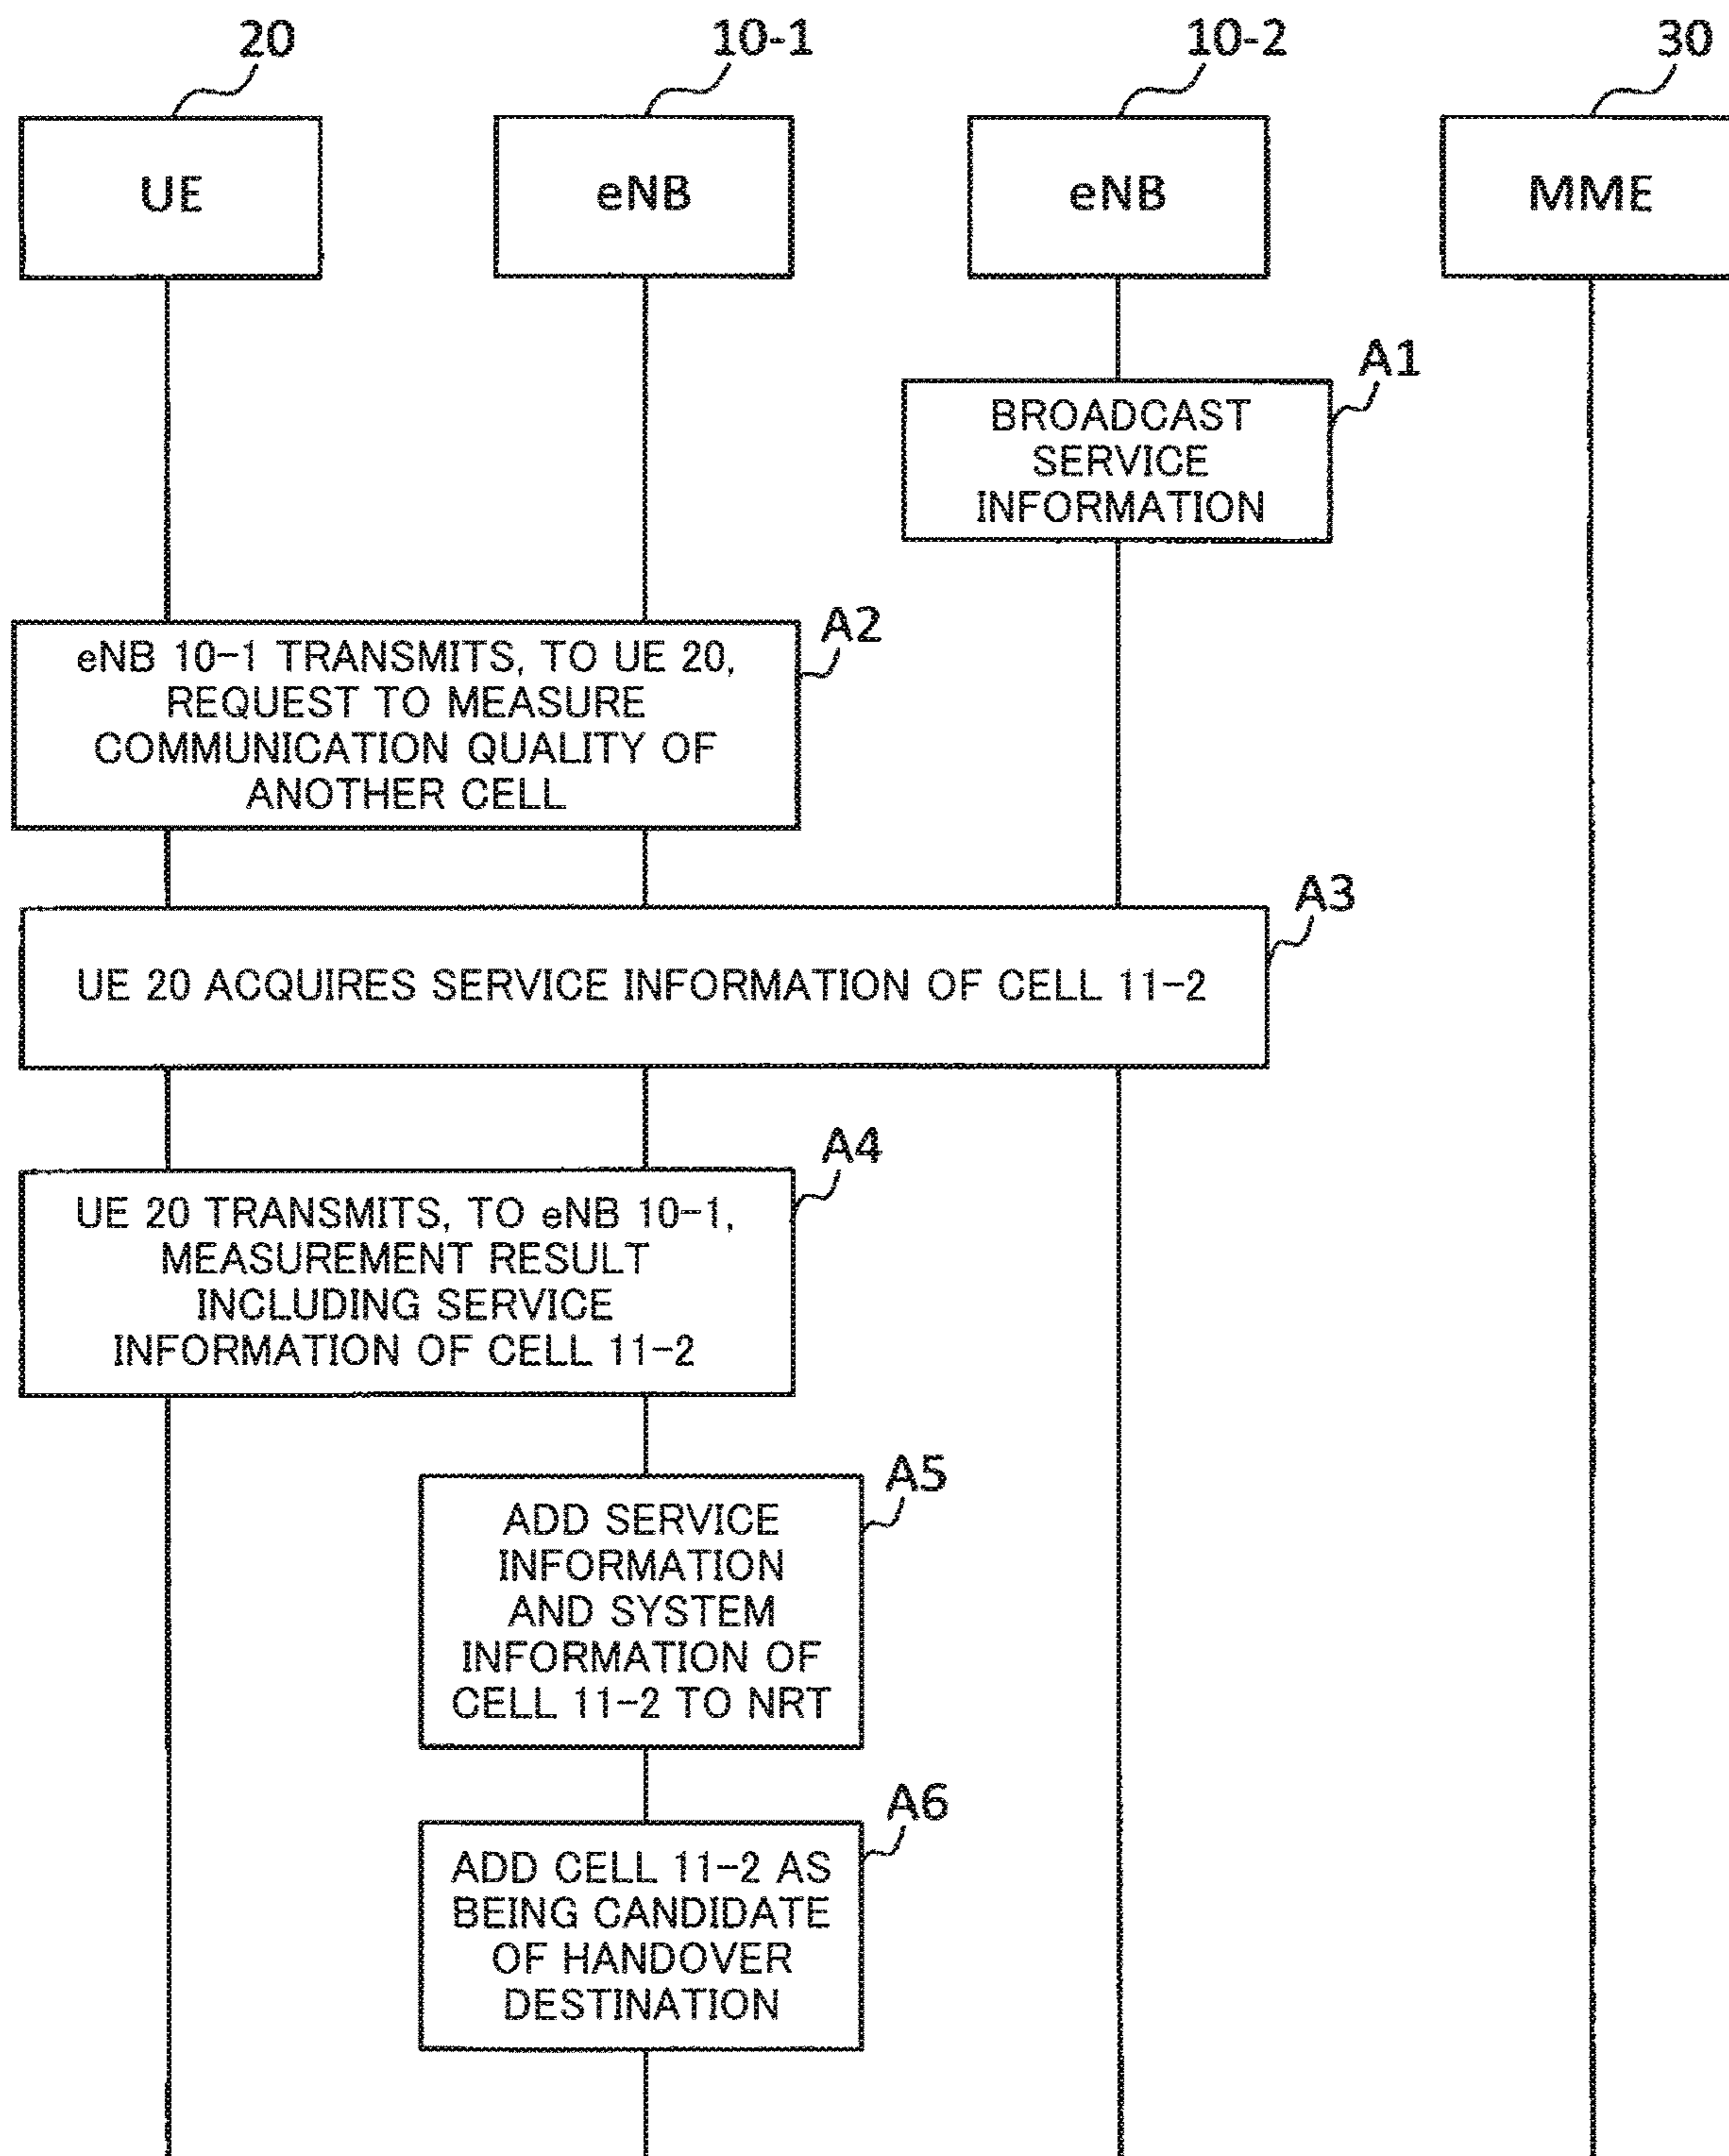 20
10-1
10-2
30
UE
eNB
eNB
MME
A1
BROADCAST
SERVICE
INFORMATION
A2
eNB 10-1 TRANSMITS, TO UE 20,
REQUEST TO MEASURE
COMMUNICATION QUALITY OF
ANOTHER CELL
A3
UE 20 ACQUIRES SERVICE INFORMATION OF CELL 11-2
A4
UE 20 TRANSMITS, TO eNB 10-1,
MEASUREMENT RESULT
INCLUDING SERVICE
INFORMATION OF CELL 11-2
A5
ADD SERVICE
INFORMATION
AND SYSTEM
INFORMATION OF
CELL 11-2 TO NRT
A6
ADD CELL 11-2 AS
BEING CANDIDATE
OF HANDOVER
DESTINATION